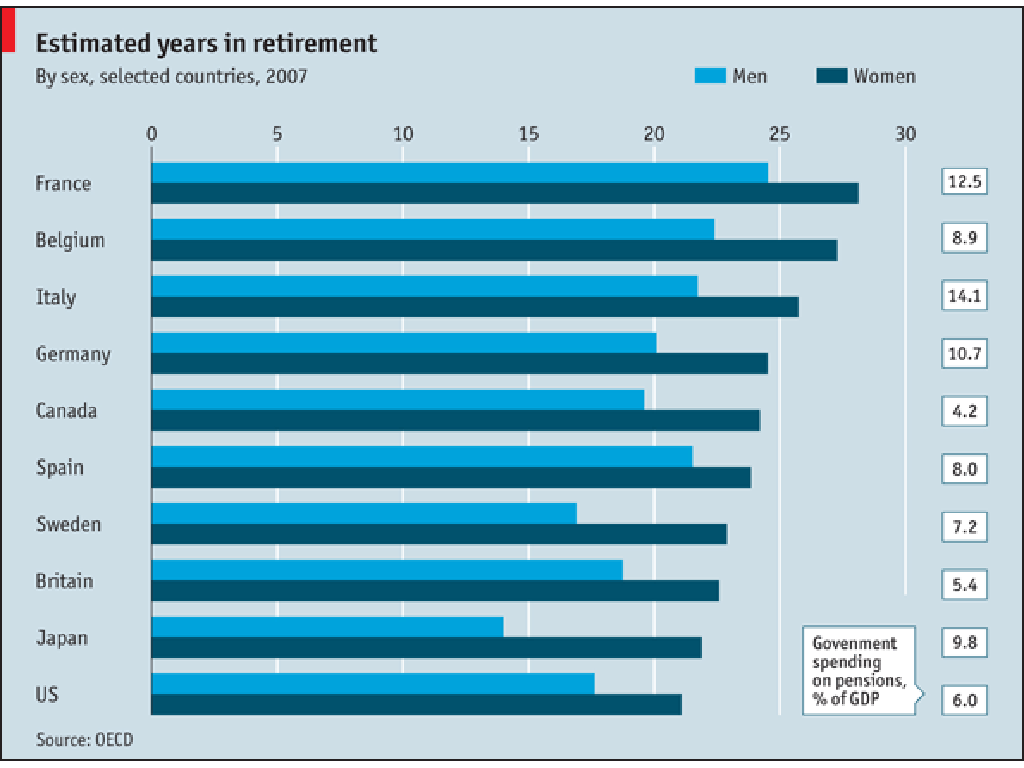 Estimated years in retirement
By sex, selected countries, 2007
Men Women
0 5 10 15 20 25 30
France 12.5
Belgium 8.9
Italy 14.1
Germany 10.7
Canada 4.2
Spain 8.0
Sweden 7.2
Britain 5.4
Japan 9.8
Govenment
spending
on pensions,
% of GDP
US 6.0
Source: OECD